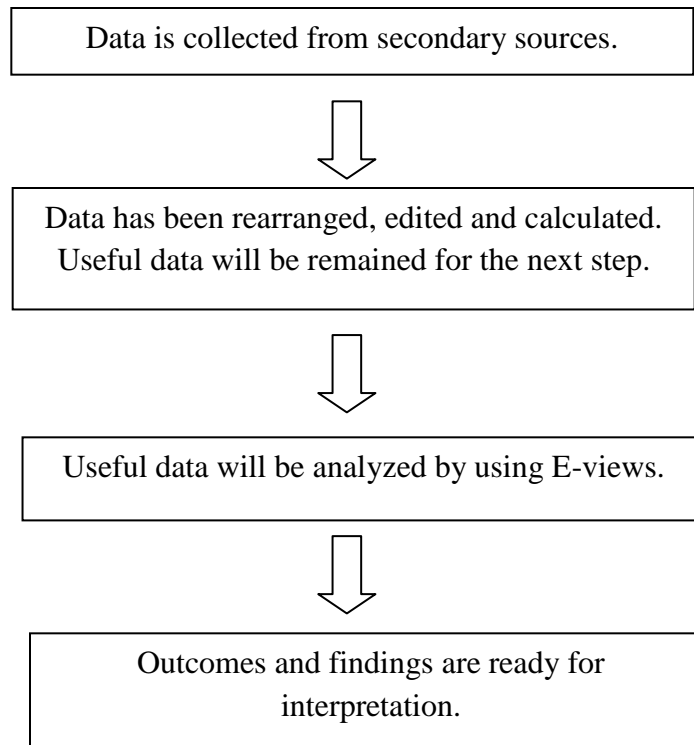 Data is collected from secondary sources.
Data has been rearranged, edited and calculated.
Useful data will be remained for the next step.
Useful data will be analyzed by using E-views.
Outcomes and findings are ready for
interpretation.